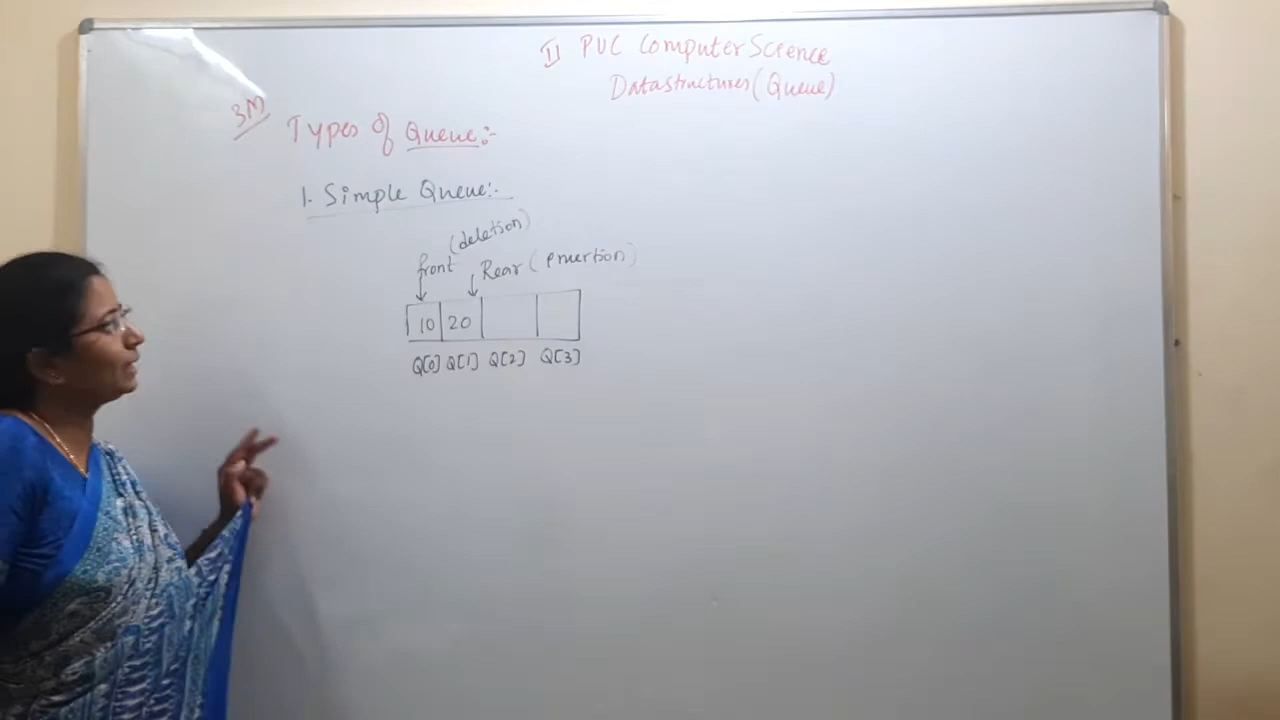 II PUC Computer Science
Datastructures (Queue)
3M
Types of Queue:-
1. Simple Queue:-
(deletion)
front
Rear (insertion)
10 20
Q[0] Q[1] Q[2] Q[3]